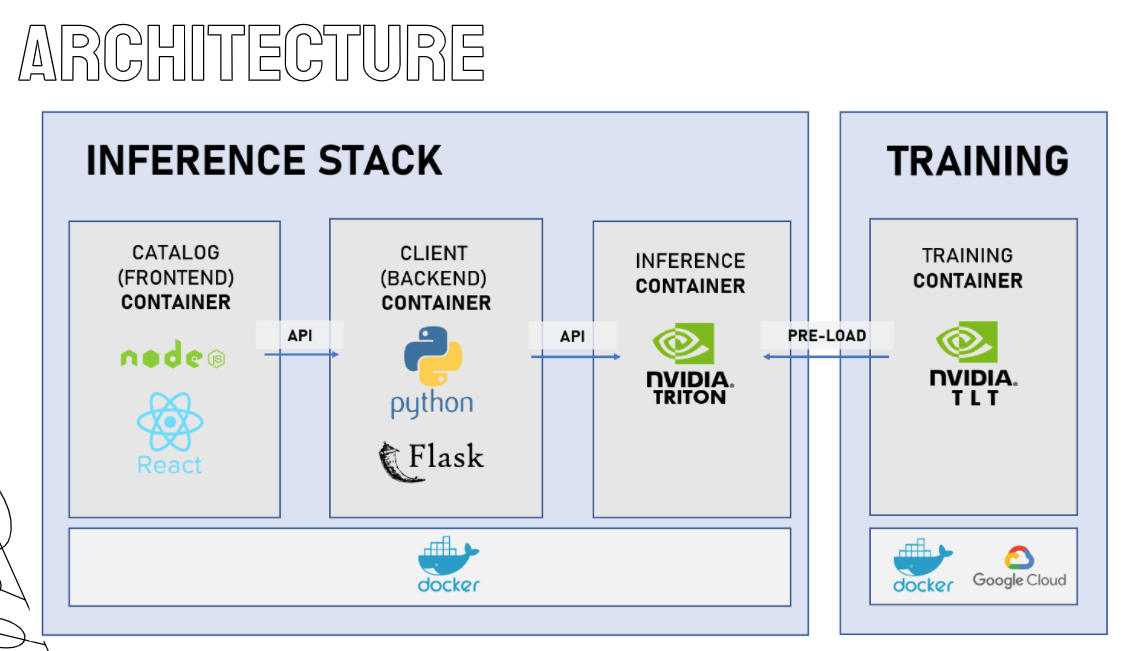 ARCHITECTURE
INFERENCE STACK
CATALOG
(FRONTEND)
CONTAINER
node
JS
React
API
CLIENT
(BACKEND)
CONTAINER
python
Flask
API
INFERENCE
CONTAINER
NVIDIA.
TRITON
docker
PRE-LOAD
TRAINING
TRAINING
CONTAINER
NVIDIA.
TLT
docker
Google Cloud